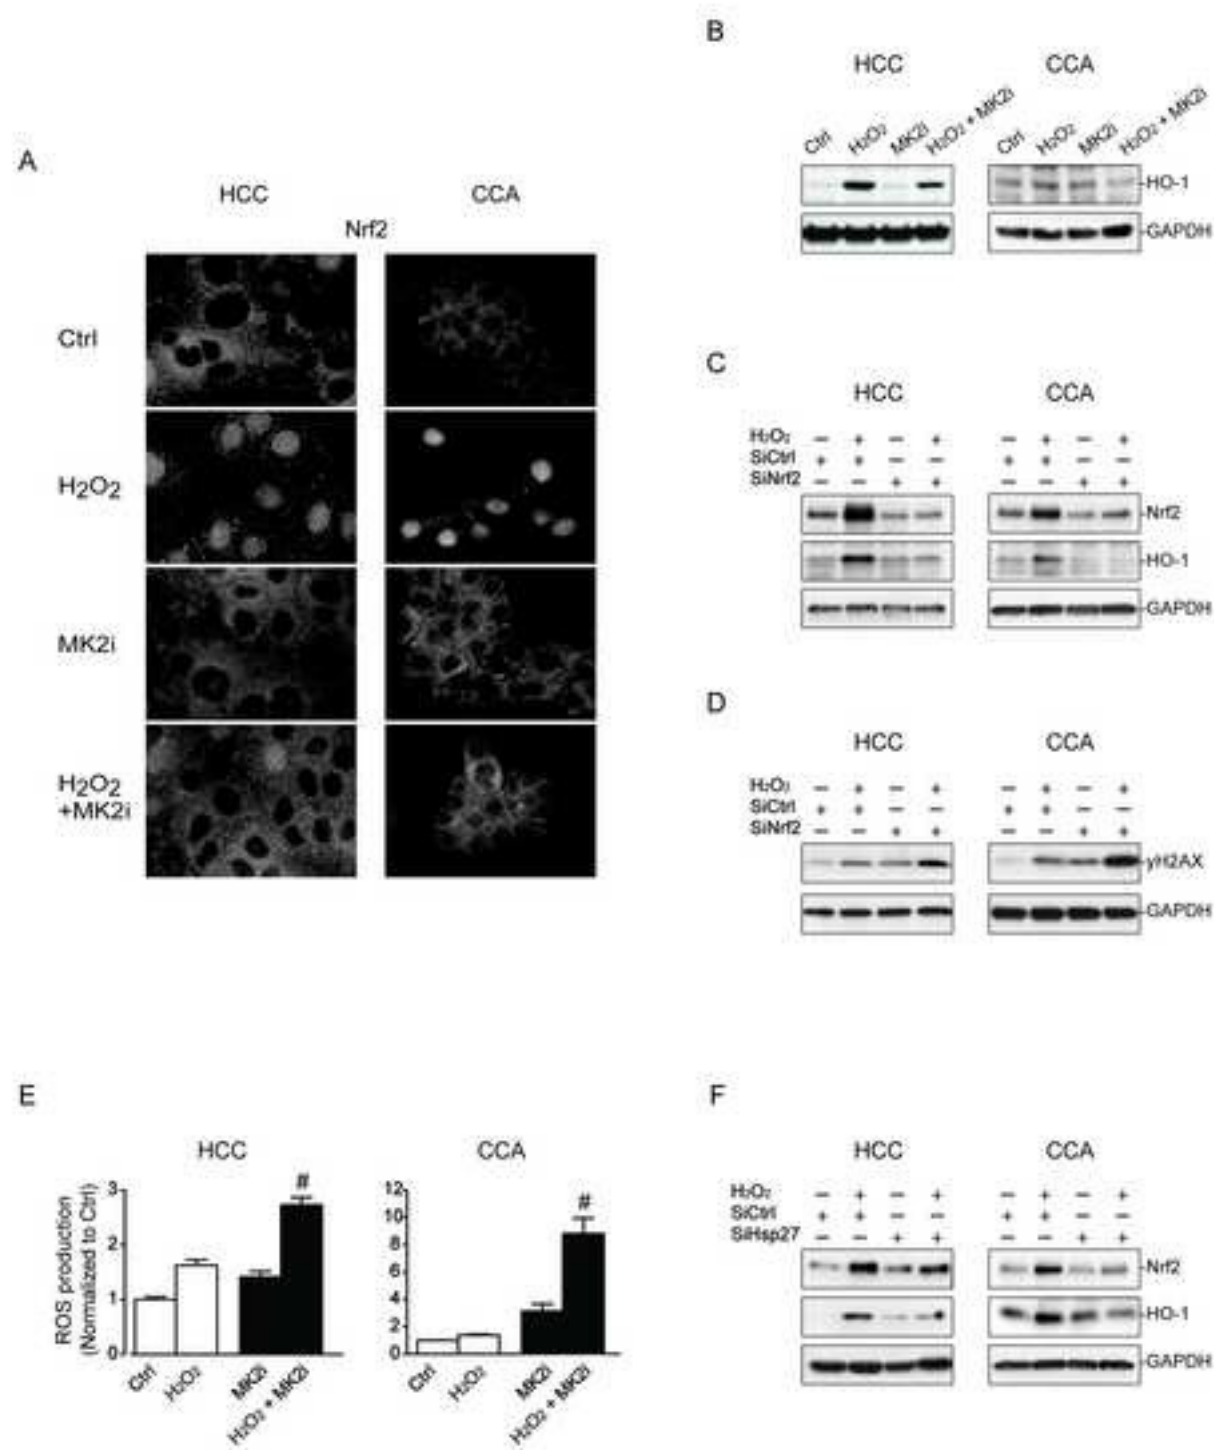 A
HCC
CCA
Nrf2
Ctrl
H2O2
MK2i
H2O2
+MK2i
B
HCC
CCA
Ctrl
H2O2
MK2i
H2O2 + MK2i
Ctrl
H2O2
MK2i
H2O2 + MK2i
HO-1
GAPDH
C
HCC
CCA
H2O2 – + – + – + – +
SiCtrl + + – – + + – –
SiNrf2 – – + + – – + +
Nrf2
HO-1
GAPDH
D
HCC
CCA
H2O2 – + – + – + – +
SiCtrl + + – – + + – –
SiNrf2 – – + + – – + +
γH2AX
GAPDH
E
HCC
CCA
ROS production
(Normalized to Ctrl)
3
2
1
0
#
Ctrl
H2O2
MK2i
H2O2 + MK2i
12
10
8
6
4
2
0
#
Ctrl
H2O2
MK2i
H2O2 + MK2i
F
HCC
CCA
H2O2 – + – + – + – +
SiCtrl + + – – + + – –
SiHsp27 – – + + – – + +
Nrf2
HO-1
GAPDH